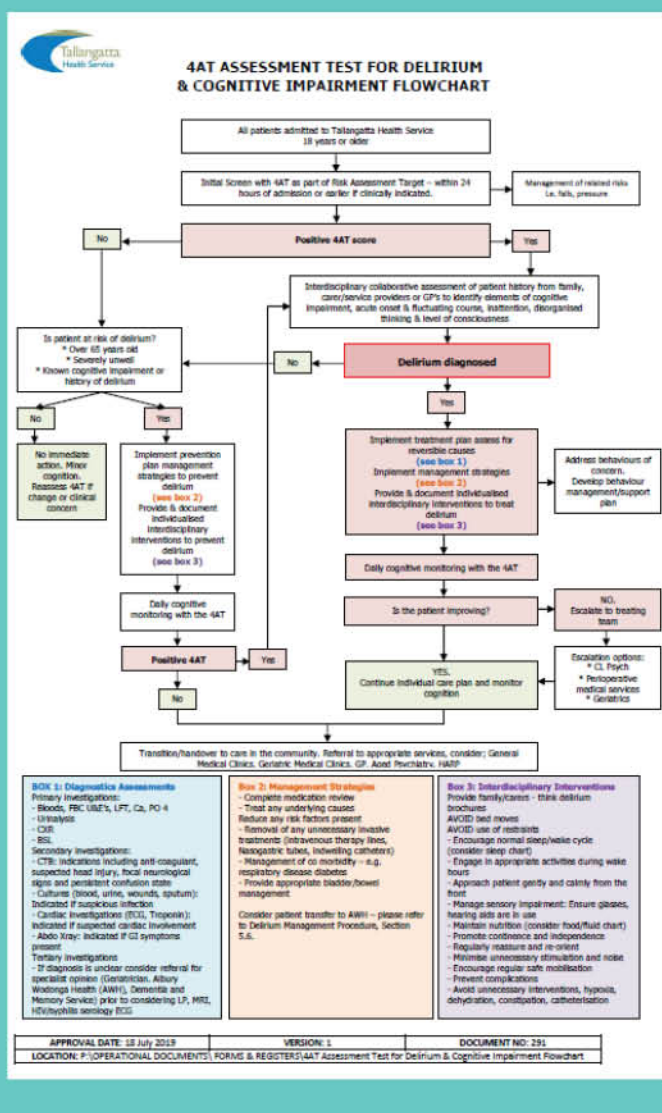 Tallangatta
Health Service
4AT ASSESSMENT TEST FOR DELIRIUM
& COGNITIVE IMPAIRMENT FLOWCHART
All patients admitted to Tallangatta Health Service
18 years or older
Initial Screen with 4AT as part of Risk Assessment Target – within 24
hours of admission or earlier if clinically indicated.
Management of related risks
i.e. falls, pressure
No
Positive 4AT score
Yes
Interdisciplinary collaborative assessment of patient history from family,
carer/service providers or GP's to identify elements of cognitive
impairment, acute onset & fluctuating course, inattention, disorganised
thinking & level of consciousness
Is patient at risk of delirium?
* Over 65 years old
* Severely unwell
* Known cognitive impairment or
history of delirium
No
Delirium diagnosed
Yes
No
Yes
No immediate
action. Minor
cognition.
Reassess 4AT if
change or clinical
concern
Implement prevention
plan management
strategies to prevent
delirium
(see box 2)
Provide & document
individualised
interdisciplinary
interventions to prevent
delirium
(see box 3)
Implement treatment plan assess for
reversible causes
(see box 1)
Implement management strategies
(see box 2)
Provide & document individualised
interdisciplinary interventions to treat
delirium
(see box 3)
Address behaviours of
concern.
Develop behaviour
management/support
plan
Daily cognitive monitoring with the 4AT
Daily cognitive
monitoring with the 4AT
Is the patient improving?
NO.
Escalate to treating
team
Positive 4AT
Yes
YES.
Continue individual care plan and monitor
cognition
Escalation options:
* CL Psych
* Perioperative
medical services
* Geriatrics
No
Transition/handover to care in the community. Referral to appropriate services, consider; General
Medical Clinics. Geriatric Medical Clinics. GP. Aged Psychiatry. HARP
BOX 1: Diagnostics Assessments
Primary investigations:
- Bloods, FBC U&E's, LFT, Ca, PO 4
- Urinalysis
- CXR
- BSL
Secondary investigations:
- CTB: indications including anti-coagulant,
suspected head injury, focal neurological
signs and persistent confusion state
- Cultures (blood, urine, wounds, sputum):
Indicated if suspicious infection
- Cardiac investigations (ECG, Troponin):
indicated if suspected cardiac involvement
- Abdo Xray: indicated if GI symptoms
present
Tertiary investigations
- If diagnosis is unclear consider referral for
specialist opinion (Geriatrician. Albury
Wodonga Health (AWH), Dementia and
Memory Service) prior to considering LP, MRI,
HIV/syphilis serology ECG
Box 2: Management Strategies
- Complete medication review
- Treat any underlying causes
Reduce any risk factors present
- Removal of any unnecessary invasive
treatments (intravenous therapy lines,
Nasogastric tubes, indwelling catheters)
- Management of co morbidity – e.g.
respiratory disease diabetes
- Provide appropriate bladder/bowel
management
Consider patient transfer to AWH – please refer
to Delirium Management Procedure, Section
5.6.
Box 3: Interdisciplinary Interventions
Provide family/carers - think delirium
brochures
AVOID bed moves
AVOID use of restraints
- Encourage normal sleep/wake cycle
(consider sleep chart)
- Engage in appropriate activities during wake
hours
- Approach patient gently and calmly from the
front
- Manage sensory impairment: Ensure glasses,
hearing aids are in use
- Maintain nutrition (consider food/fluid chart)
- Promote continence and independence
- Regularly reassure and re-orient
- Minimise unnecessary stimulation and noise
- Encourage regular safe mobilisation
- Prevent complications
- Avoid unnecessary interventions, hypoxia,
dehydration, constipation, catheterisation
APPROVAL DATE: 18 July 2019
VERSION: 1
DOCUMENT NO: 291
LOCATION: P:\OPERATIONAL DOCUMENTS\ FORMS & REGISTERS\4AT Assessment Test for Delirium & Cognitive Impairment Flowchart